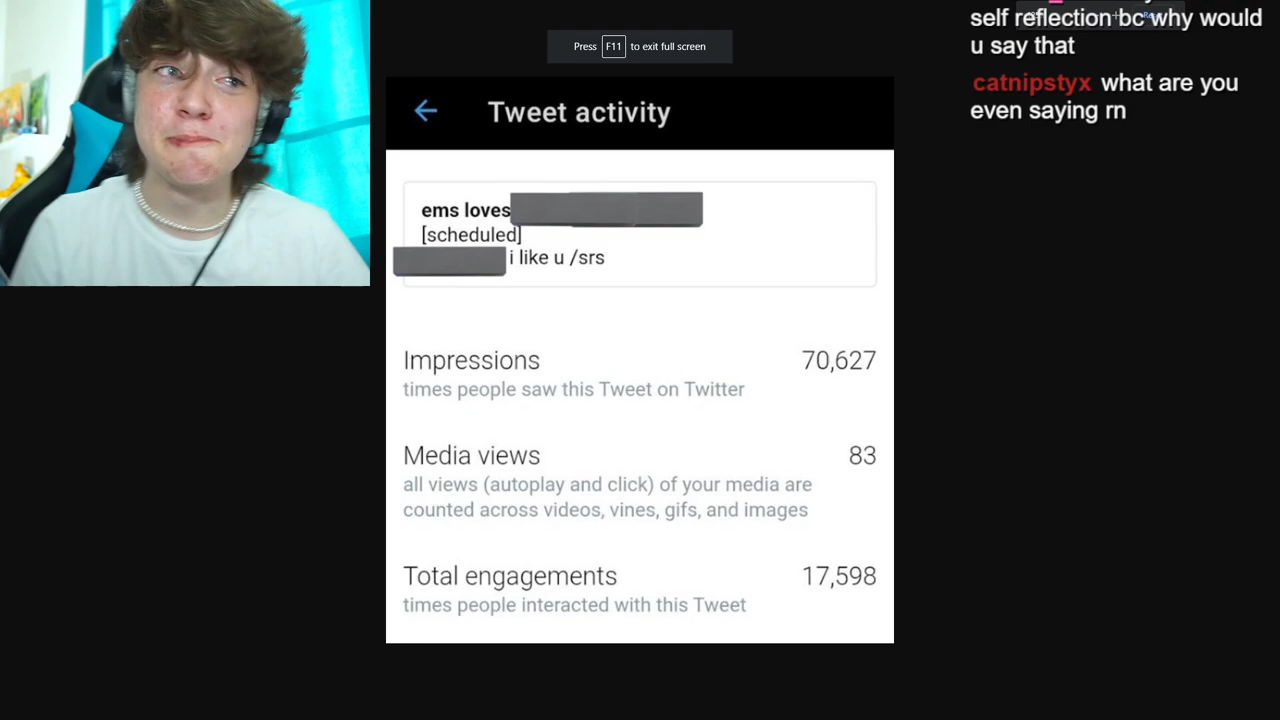 Press F11 to exit full screen
self reflection bc why would
u say that
catnipstyx what are you
even saying rn
Tweet activity
ems loves
[scheduled]
i like u /srs
Impressions 70,627
times people saw this Tweet on Twitter
Media views 83
all views (autoplay and click) of your media are
counted across videos, vines, gifs, and images
Total engagements 17,598
times people interacted with this Tweet